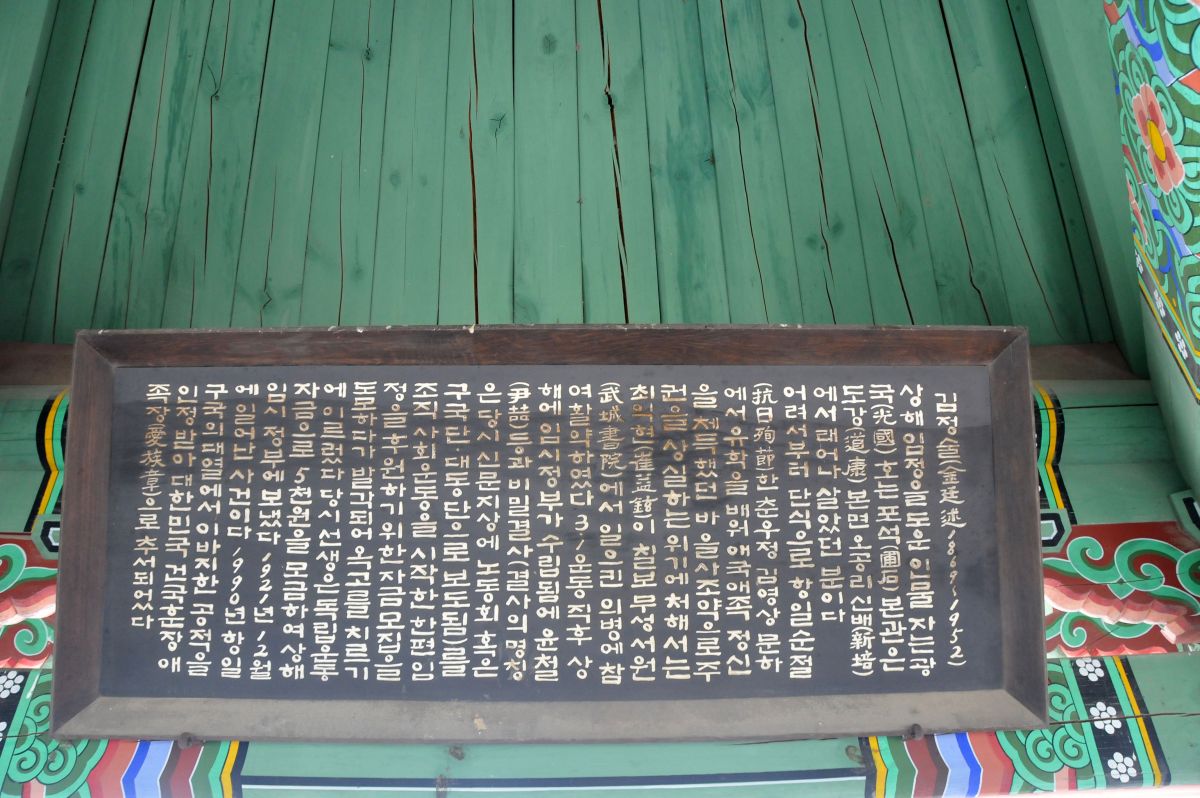 김정술(金廷述 1869~1952)
상해임정을 도운 인물 자는 광
국(光國) 호는 포석(圃石) 본관은
도강(道康) 본면 오공리 신배(新培)
에서 태어나 살았던 분이다
어려서부터 단식으로 항일순절
(抗日殉節)한 춘우정 김영상 문하
에서 유학을 배워 애국애족 정신
을 체득했던 바 을사조약으로 주
권을 상실하는 위기에 처해서는
최익현(崔益鉉)이 칠보 무성서원
(武城書院)에서 일으킨 의병에 참
여 활약하였다 31운동 직후 상
해에 임시정부가 수립됨에 윤철
(尹喆)등과 비밀결사(결사의 명칭
은 당시 신문지상에 노동회 혹은
구국단, 대동단으로 보도됨)를
조직 사회운동을 시작한 한편 임
정을 후원하기 위한 자금모집을
도모하다가 발각되어 옥고를 치르기
에 이르렀다 당시 선생은 독립운동
자금으로 5천원을 모금하여 상해
임시정부에 보냈다 1921년 12월
에 일어난 사건이다 1990년 항일
구국의 대열에서 이바지한 공적을
인정받아 대한민국 건국훈장 애
족장(愛族章)으로 추서되었다